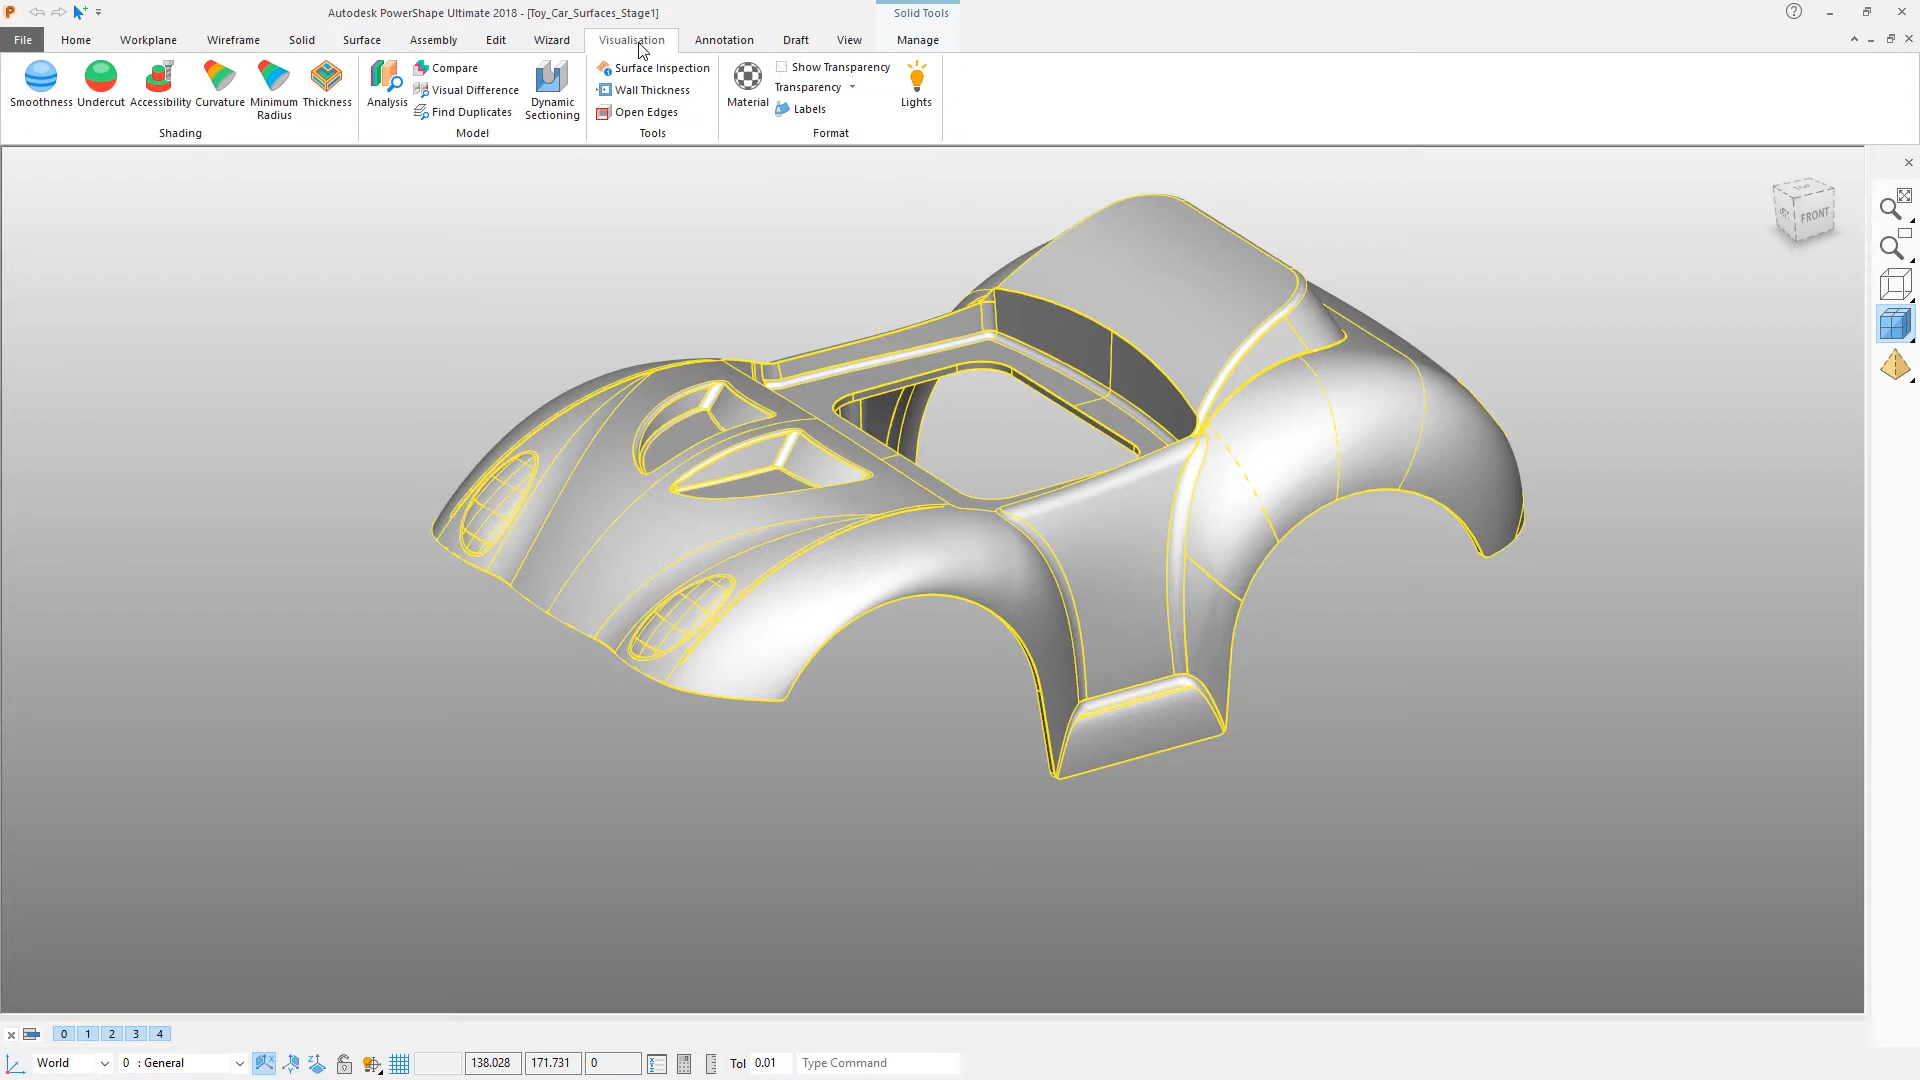 Autodesk PowerShape Ultimate 2018 - [Toy_Car_Surfaces_Stage1]
Solid Tools
File Home Workplane Wireframe Solid Surface Assembly Edit Wizard Visualisation Annotation Draft View Manage
Smoothness Undercut Accessibility Curvature Minimum Radius Thickness
Shading
Analysis
Compare
Visual Difference
Find Duplicates
Dynamic Sectioning
Model
Surface Inspection
Wall Thickness
Open Edges
Tools
Material
Show Transparency
Transparency
Labels
Lights
Format
TOP
FRONT
0 1 2 3 4
World 0 : General 138.028 171.731 0 Tol 0.01 Type Command